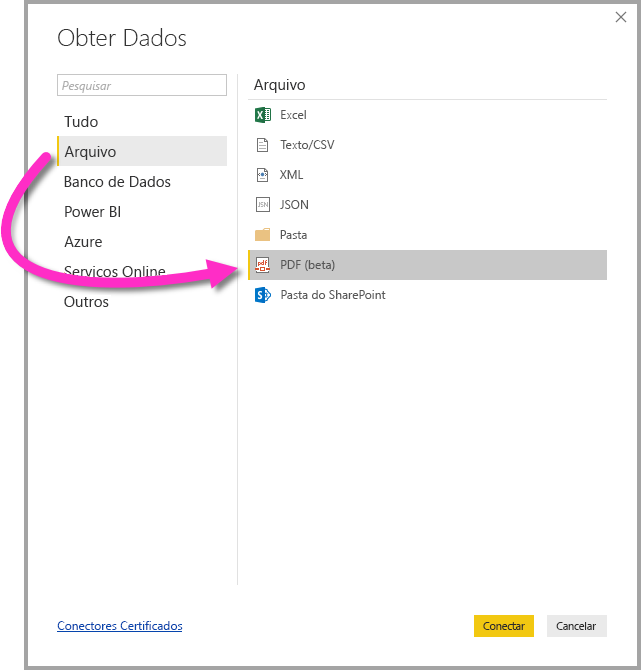 Obter Dados
Pesquisar
Tudo
Arquivo
Banco de Dados
Power BI
Azure
Serviços Online
Outros
Arquivo
Excel
Texto/CSV
XML
JSON
Pasta
PDF (beta)
Pasta do SharePoint
Conectores Certificados
Conectar
Cancelar